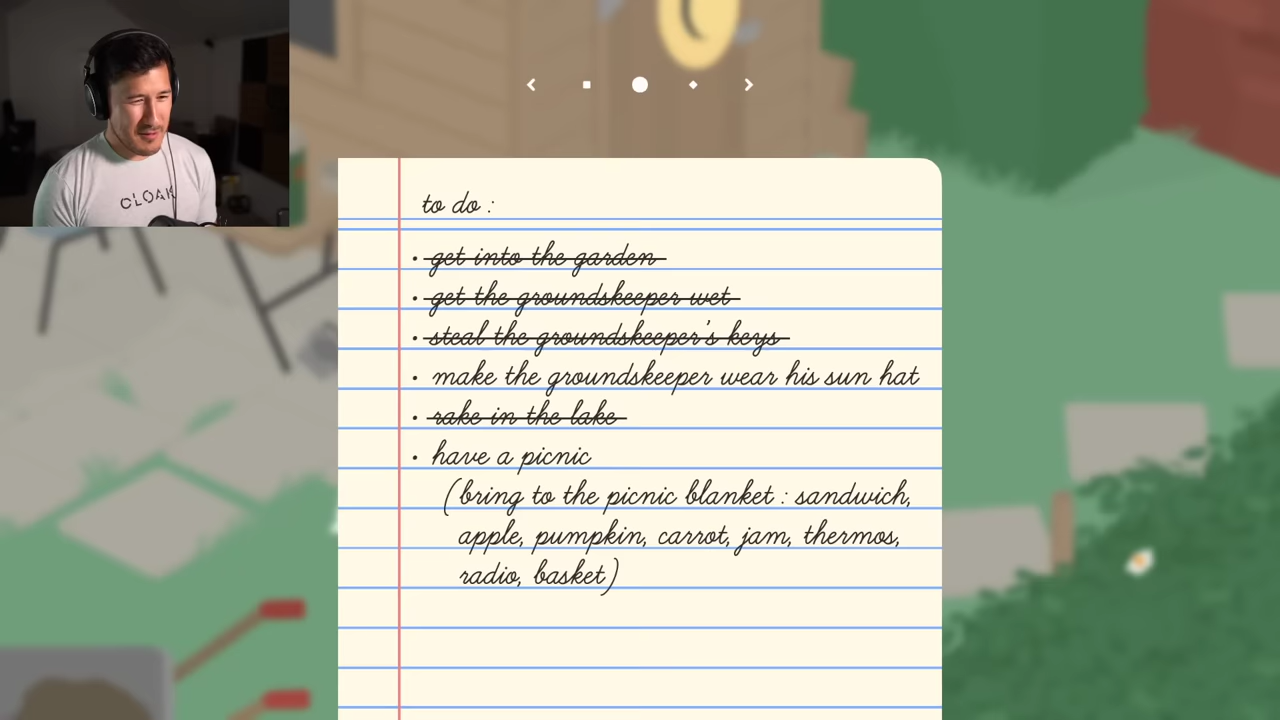 CLOAK
to do :
• get into the garden
• get the groundskeeper wet
• steal the groundskeeper's keys
• make the groundskeeper wear his sun hat
• rake in the lake
• have a picnic
(bring to the picnic blanket : sandwich,
apple, pumpkin, carrot, jam, thermos,
radio, basket)